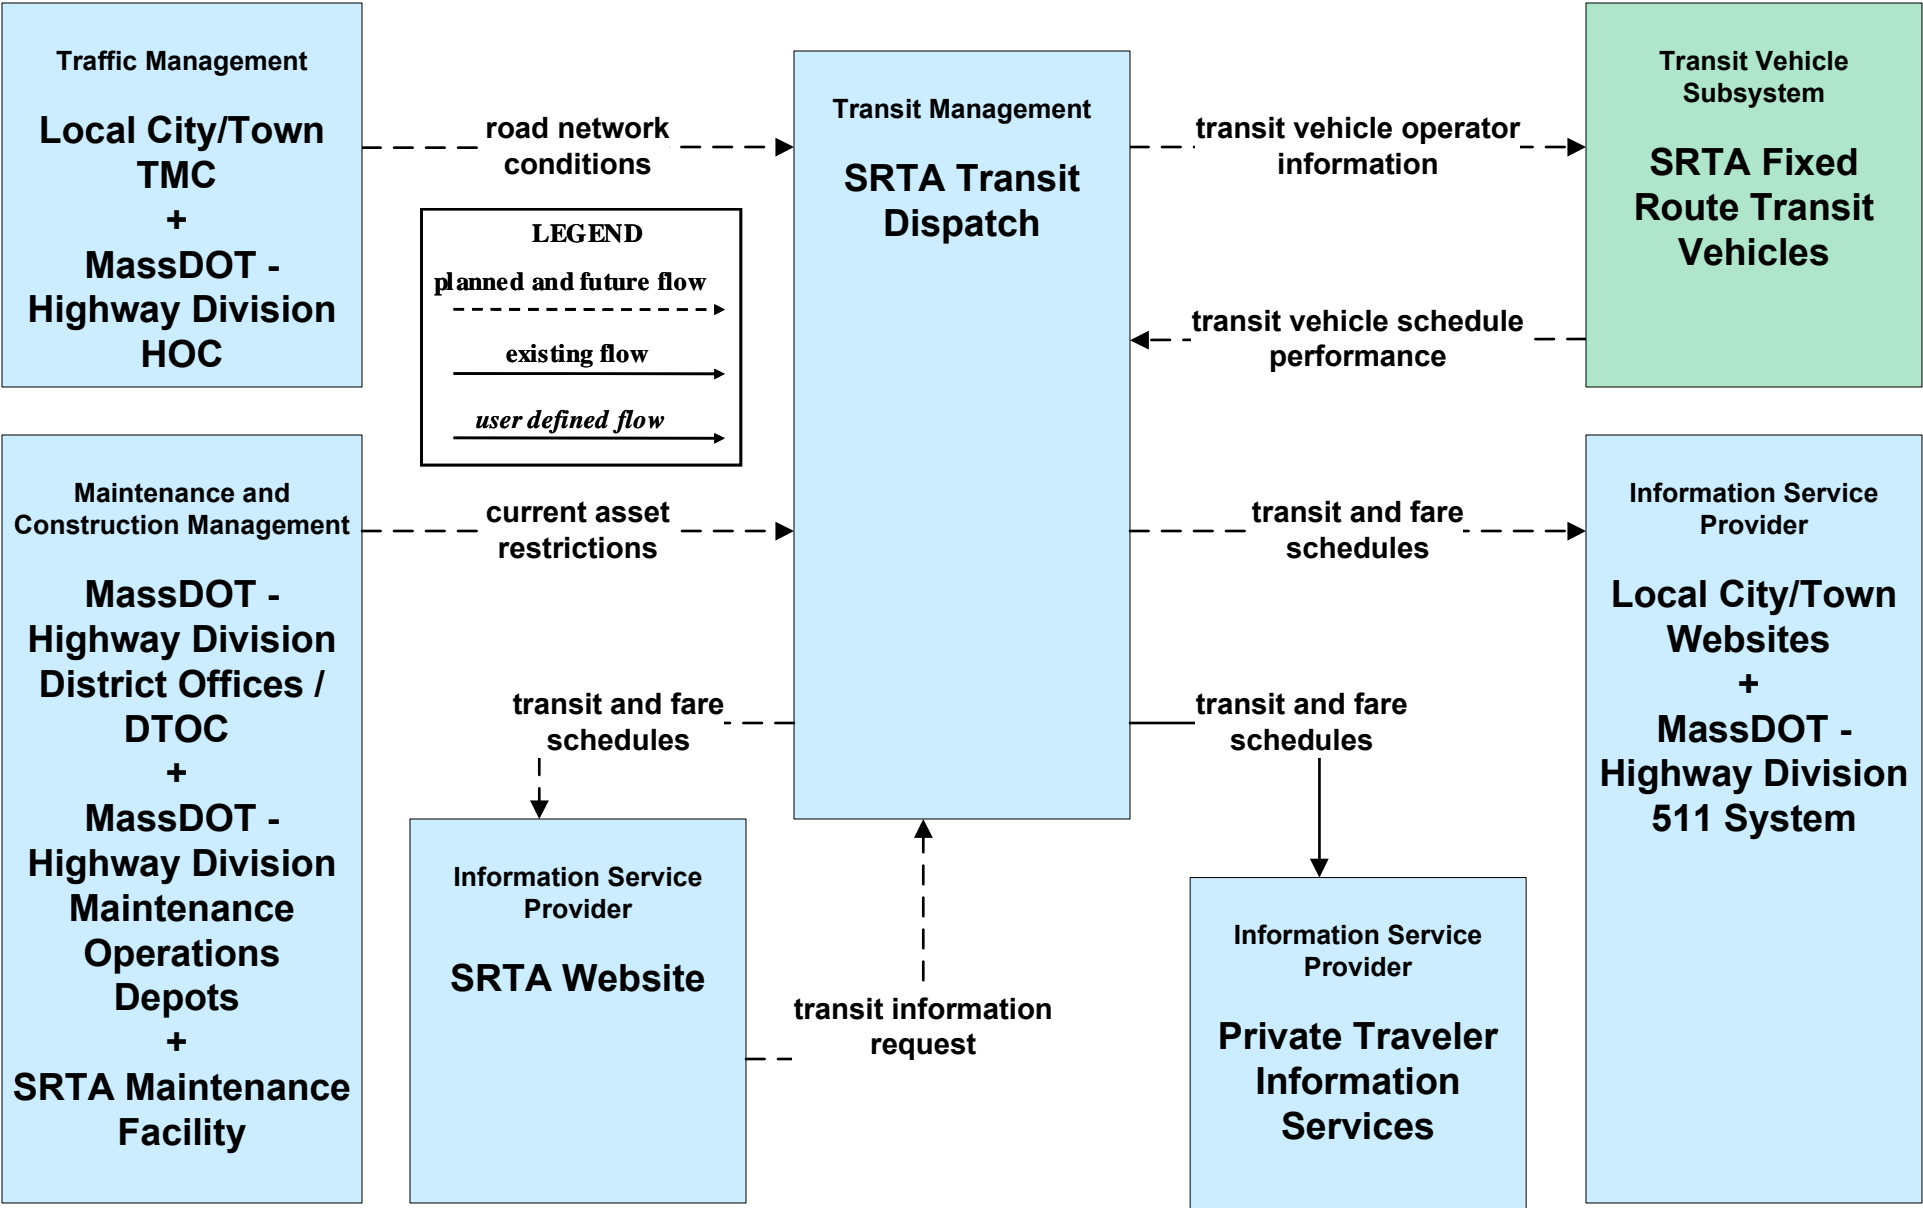 Traffic Management
Local City/Town
TMC
+
MassDOT -
Highway Division
HOC
road network
conditions
Transit Management
SRTA Transit
Dispatch
transit vehicle operator
information
Transit Vehicle
Subsystem
SRTA Fixed
Route Transit
Vehicles
LEGEND
planned and future flow
existing flow
user defined flow
transit vehicle schedule
performance
Maintenance and
Construction Management
MassDOT -
Highway Division
District Offices /
DTOC
+
MassDOT -
Highway Division
Maintenance
Operations
Depots
+
SRTA Maintenance
Facility
current asset
restrictions
transit and fare
schedules
Information Service
Provider
Local City/Town
Websites
+
MassDOT -
Highway Division
511 System
transit and fare
schedules
transit and fare
schedules
Information Service
Provider
SRTA Website
transit information
request
Information Service
Provider
Private Traveler
Information
Services